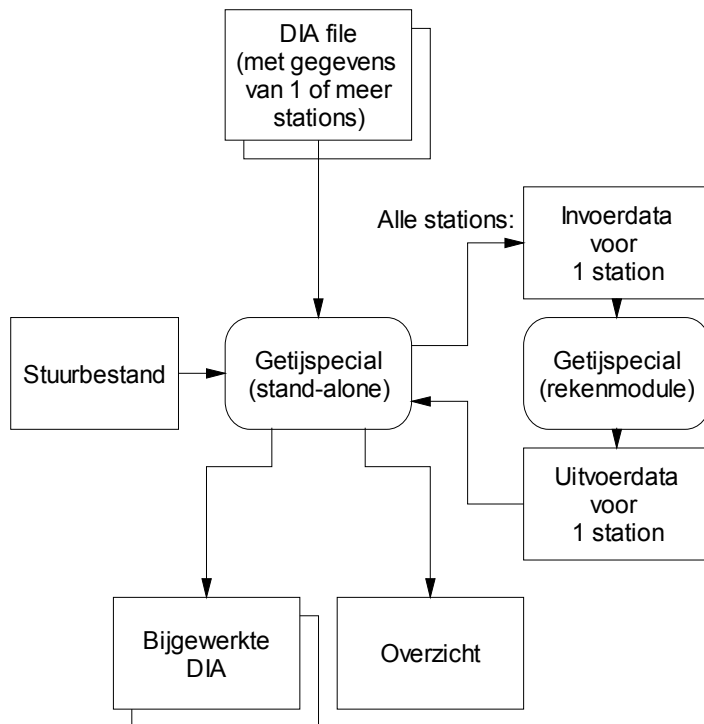 DIA file
(met gegevens
van 1 of meer
stations)
Alle stations:
Invoerdata
voor
1 station
Stuurbestand
Getijspecial
(stand-alone)
Getijspecial
(rekenmodule)
Uitvoerdata
voor
1 station
Bijgewerkte
DIA
Overzicht